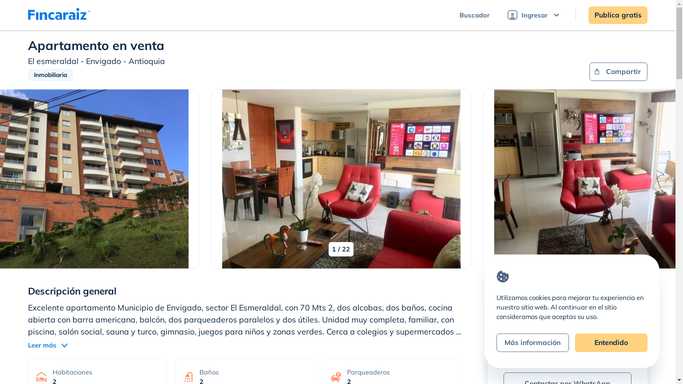 Fincaraiz
Buscador
Ingresar
Publica gratis
Apartamento en venta
El esmeraldal - Envigado - Antioquia
Inmobiliaria
Compartir
1 / 22
Descripción general
Excelente apartamento Municipio de Envigado, sector El Esmeraldal, con 70 Mts 2, dos alcobas, dos baños, cocina
abierta con barra americana, balcón, dos parqueaderos paralelos y dos útiles. Unidad muy completa, familiar, con
piscina, salón social, sauna y turco, gimnasio, juegos para niños y zonas verdes. Cerca a colegios y supermercados ...
Leer más
Habitaciones
2
Baños
2
Parqueaderos
2
Utilizamos cookies para mejorar tu experiencia en
nuestro sitio web. Al continuar en el sitio
consideramos que aceptas su uso.
Más información
Entendido
Contactar por WhatsApp